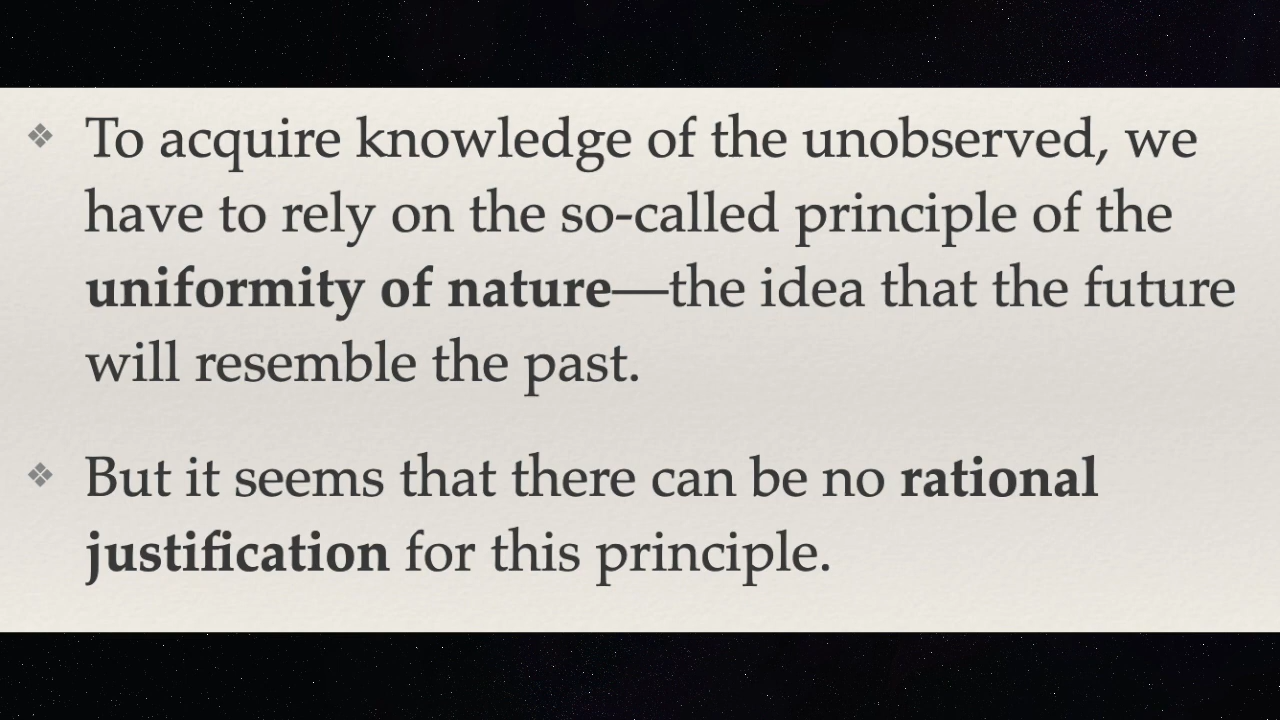 ❖ To acquire knowledge of the unobserved, we
have to rely on the so-called principle of the
uniformity of nature—the idea that the future
will resemble the past.
❖ But it seems that there can be no rational
justification for this principle.